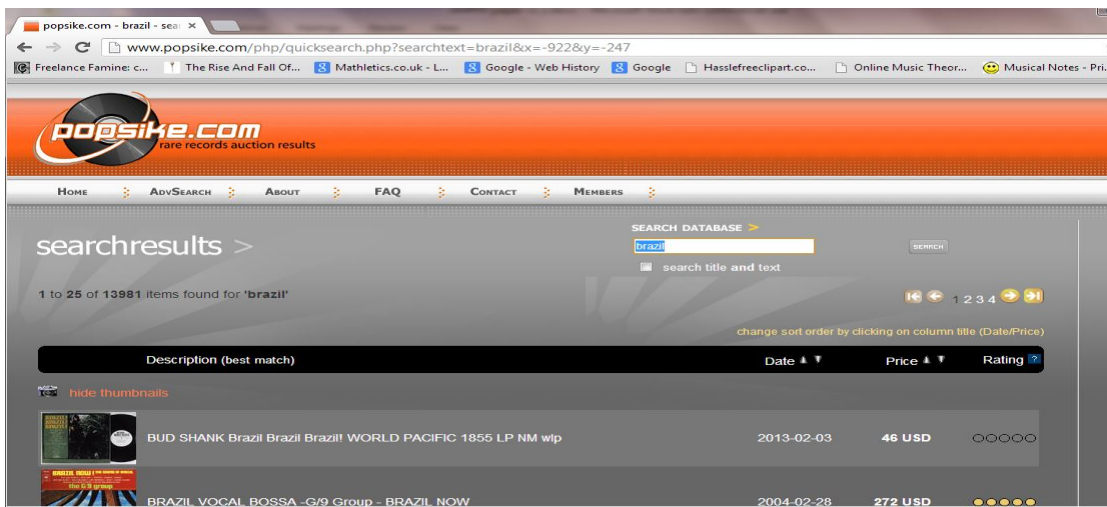 popsike.com - brazil - sea
www.popsike.com/php/quicksearch.php?searchtext=brazil&x=-922&y=-247
Freelance Famine: c... The Rise And Fall Of... Mathletics.co.uk - L... Google - Web History Google Hasslefreeclipart.co... Online Music Theor... Musical Notes - Pri.
popsike.com
rare records auction results
HOME ADVSEARCH ABOUT FAQ CONTACT MEMBERS
SEARCH DATABASE >
searchresults >
brazil SEARCH
search title and text
1 to 25 of 13981 items found for 'brazil'
1 2 3 4
change sort order by clicking on column title (Date/Price)
Description (best match) Date Price Rating ?
hide thumbnails
BUD SHANK Brazil Brazil Brazil! WORLD PACIFIC 1855 LP NM wlp 2013-02-03 46 USD
BRAZIL VOCAL BOSSA -G/9 Group - BRAZIL NOW 2004-02-28 272 USD